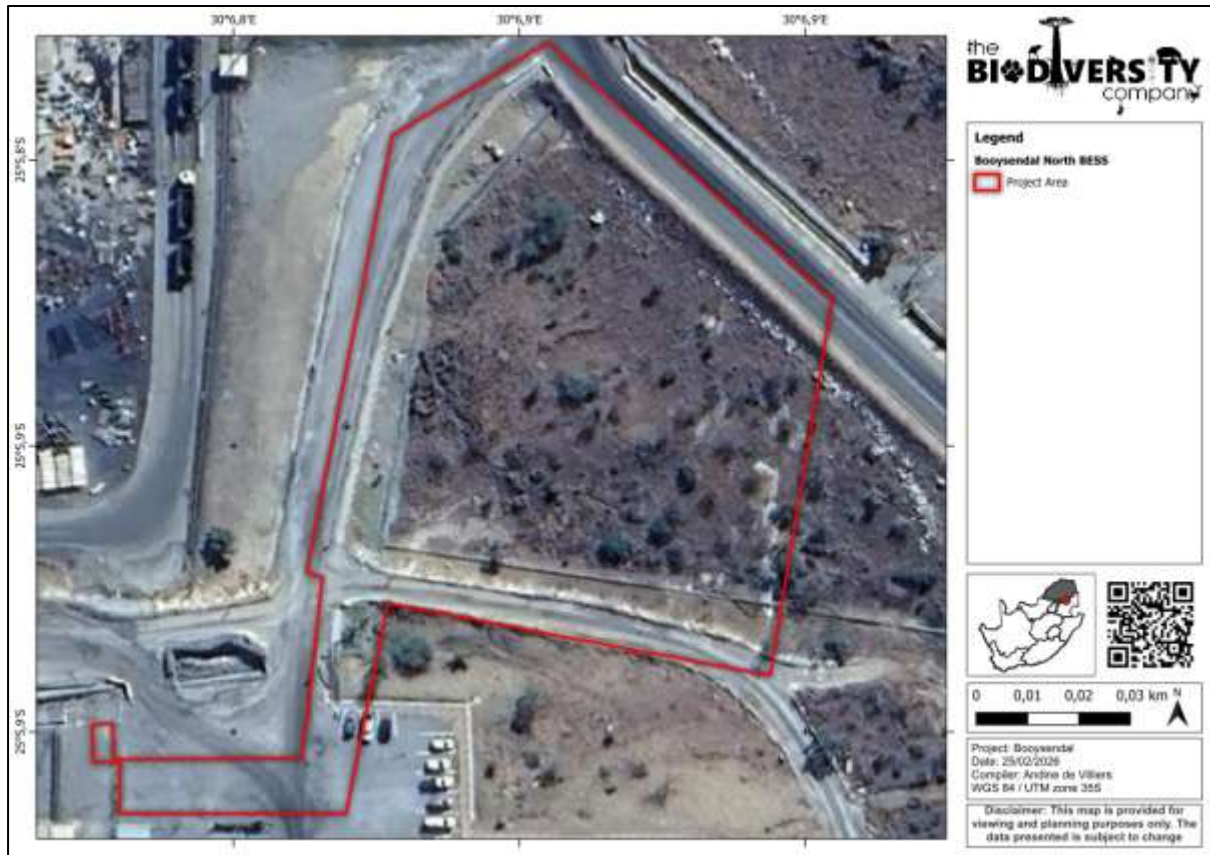 30°6,8'E 30°6,9'E 30°6,9'E
25°5,8'S
25°5,9'S
25°5,9'S
the
BIODIVERSITY
company
Legend
Booysendal North BESS
Project Area
0 0,01 0,02 0,03 km N
Project: Booysendal
Date: 25/02/2026
Compiler: Andine de Villiers
WGS 84 / UTM zone 35S
Disclaimer: This map is provided for
viewing and planning purposes only. The
data presented is subject to change